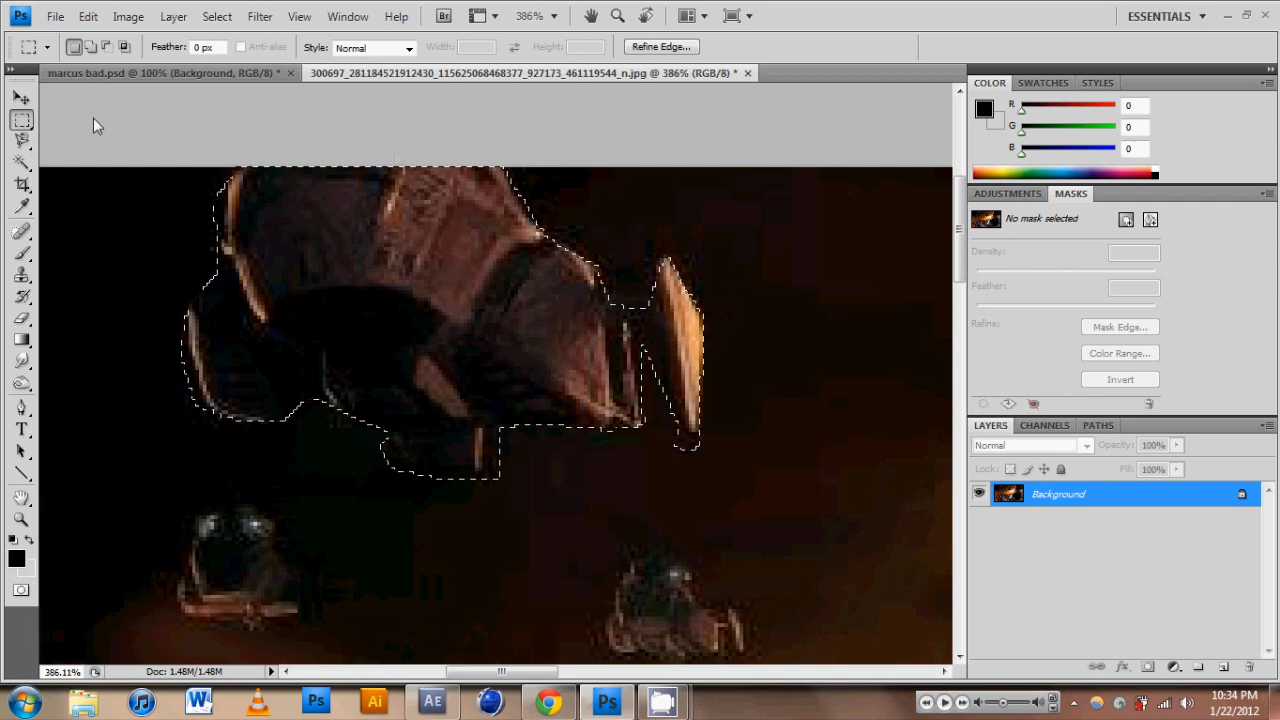 Ps File Edit Image Layer Select Filter View Window Help Br 386% ESSENTIALS
Feather: 0 px Anti-alias Style: Normal Width: Height: Refine Edge...
marcus bad.psd @ 100% (Background, RGB/8) * × 300697_281184521912430_115625068468377_927173_461119544_n.jpg @ 386% (RGB/8) * ×
COLOR SWATCHES STYLES
R 0
G 0
B 0
ADJUSTMENTS MASKS
No mask selected
Density:
Feather:
Refine: Mask Edge...
Color Range...
Invert
LAYERS CHANNELS PATHS
Normal Opacity: 100%
Lock: Fill: 100%
Background
T
386.11% Doc: 1.48M/1.48M
W Ps Ai AE Ps
10:34 PM
1/22/2012